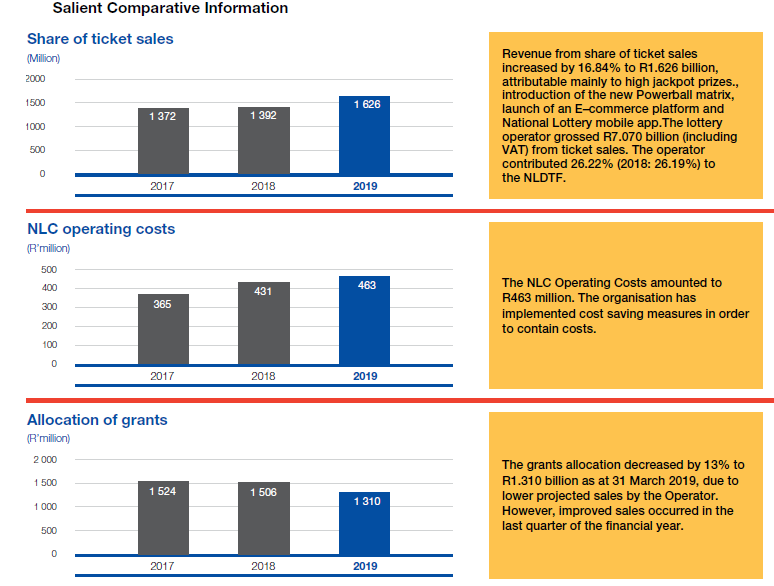 Salient Comparative Information
Share of ticket sales
(Million)
2000
1500
1000
500
0
1 372
1 392
1 626
2017
2018
2019
Revenue from share of ticket sales
increased by 16.84% to R1.626 billion,
attributable mainly to high jackpot prizes.,
introduction of the new Powerball matrix,
launch of an E–commerce platform and
National Lottery mobile app.The lottery
operator grossed R7.070 billion (including
VAT) from ticket sales. The operator
contributed 26.22% (2018: 26.19%) to
the NLDTF.
NLC operating costs
(R'million)
500
400
300
200
100
0
365
431
463
2017
2018
2019
The NLC Operating Costs amounted to
R463 million. The organisation has
implemented cost saving measures in order
to contain costs.
Allocation of grants
(R'million)
2 000
1 500
1 000
500
0
1 524
1 506
1 310
2017
2018
2019
The grants allocation decreased by 13% to
R1.310 billion as at 31 March 2019, due to
lower projected sales by the Operator.
However, improved sales occurred in the
last quarter of the financial year.